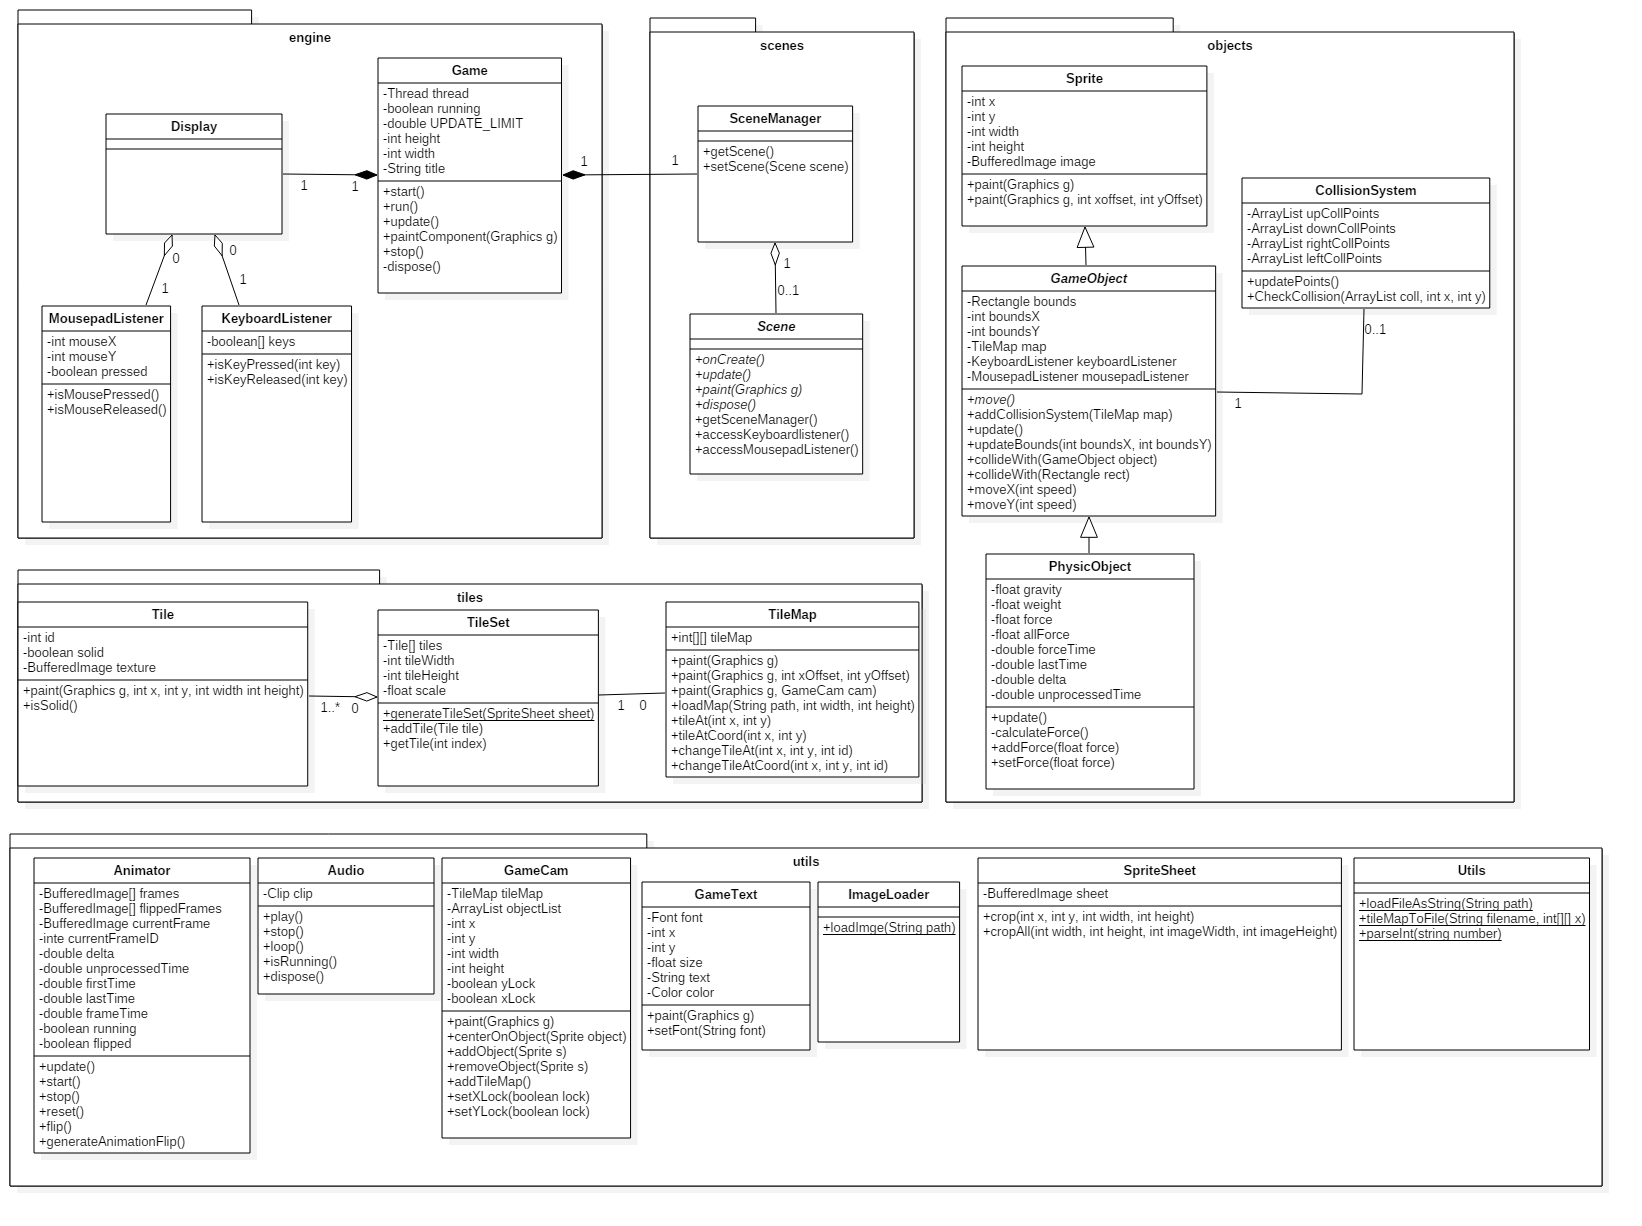 engine
Game
-Thread thread
-boolean running
-double UPDATE_LIMIT
-int height
-int width
-String title
+start()
+run()
+update()
+paintComponent(Graphics g)
+stop()
-dispose()
Display
1
1
0
1
0
1
MousepadListener
-int mouseX
-int mouseY
-boolean pressed
+isMousePressed()
+isMouseReleased()
KeyboardListener
-boolean[] keys
+isKeyPressed(int key)
+isKeyReleased(int key)
1
1
scenes
SceneManager
+getScene()
+setScene(Scene scene)
1
0..1
Scene
+onCreate()
+update()
+paint(Graphics g)
+dispose()
+getSceneManager()
+accessKeyboardlistener()
+accessMousepadListener()
objects
Sprite
-int x
-int y
-int width
-int height
-BufferedImage image
+paint(Graphics g)
+paint(Graphics g, int xoffset, int yOffset)
CollisionSystem
-ArrayList upCollPoints
-ArrayList downCollPoints
-ArrayList rightCollPoints
-ArrayList leftCollPoints
+updatePoints()
+CheckCollision(ArrayList coll, int x, int y)
0..1
1
GameObject
-Rectangle bounds
-int boundsX
-int boundsY
-TileMap map
-KeyboardListener keyboardListener
-MousepadListener mousepadListener
+move()
+addCollisionSystem(TileMap map)
+update()
+updateBounds(int boundsX, int boundsY)
+collideWith(GameObject object)
+collideWith(Rectangle rect)
+moveX(int speed)
+moveY(int speed)
PhysicObject
-float gravity
-float weight
-float force
-float allForce
-double forceTime
-double lastTime
-double delta
-double unprocessedTime
+update()
-calculateForce()
+addForce(float force)
+setForce(float force)
tiles
Tile
-int id
-boolean solid
-BufferedImage texture
+paint(Graphics g, int x, int y, int width int height)
+isSolid()
1..*
0
TileSet
-Tile[] tiles
-int tileWidth
-int tileHeight
-float scale
+generateTileSet(SpriteSheet sheet)
+addTile(Tile tile)
+getTile(int index)
1
0
TileMap
+int[][] tileMap
+paint(Graphics g)
+paint(Graphics g, int xOffset, int yOffset)
+paint(Graphics g, GameCam cam)
+loadMap(String path, int width, int height)
+tileAt(int x, int y)
+tileAtCoord(int x, int y)
+changeTileAt(int x, int y, int id)
+changeTileAtCoord(int x, int y, int id)
utils
Animator
-BufferedImage[] frames
-BufferedImage[] flippedFrames
-BufferedImage currentFrame
-inte currentFrameID
-double delta
-double unprocessedTime
-double firstTime
-double lastTime
-double frameTime
-boolean running
-boolean flipped
+update()
+start()
+stop()
+reset()
+flip()
+generateAnimationFlip()
Audio
-Clip clip
+play()
+stop()
+loop()
+isRunning()
+dispose()
GameCam
-TileMap tileMap
-ArrayList objectList
-int x
-int y
-int width
-int height
-boolean yLock
-boolean xLock
+paint(Graphics g)
+centerOnObject(Sprite object)
+addObject(Sprite s)
+removeObject(Sprite s)
+addTileMap()
+setXLock(boolean lock)
+setYLock(boolean lock)
GameText
-Font font
-int x
-int y
-float size
-String text
-Color color
+paint(Graphics g)
+setFont(String font)
ImageLoader
+loadImge(String path)
SpriteSheet
-BufferedImage sheet
+crop(int x, int y, int width, int height)
+cropAll(int width, int height, int imageWidth, int imageHeight)
Utils
+loadFileAsString(String path)
+tileMapToFile(String filename, int[][] x)
+parseInt(string number)